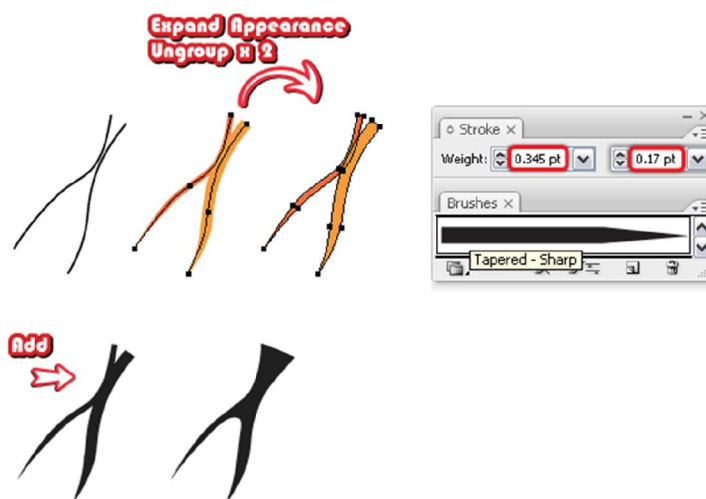 Expand Appearance
Ungroup x 2
Stroke
Weight: 0.345 pt 0.17 pt
Brushes
Tapered - Sharp
Add